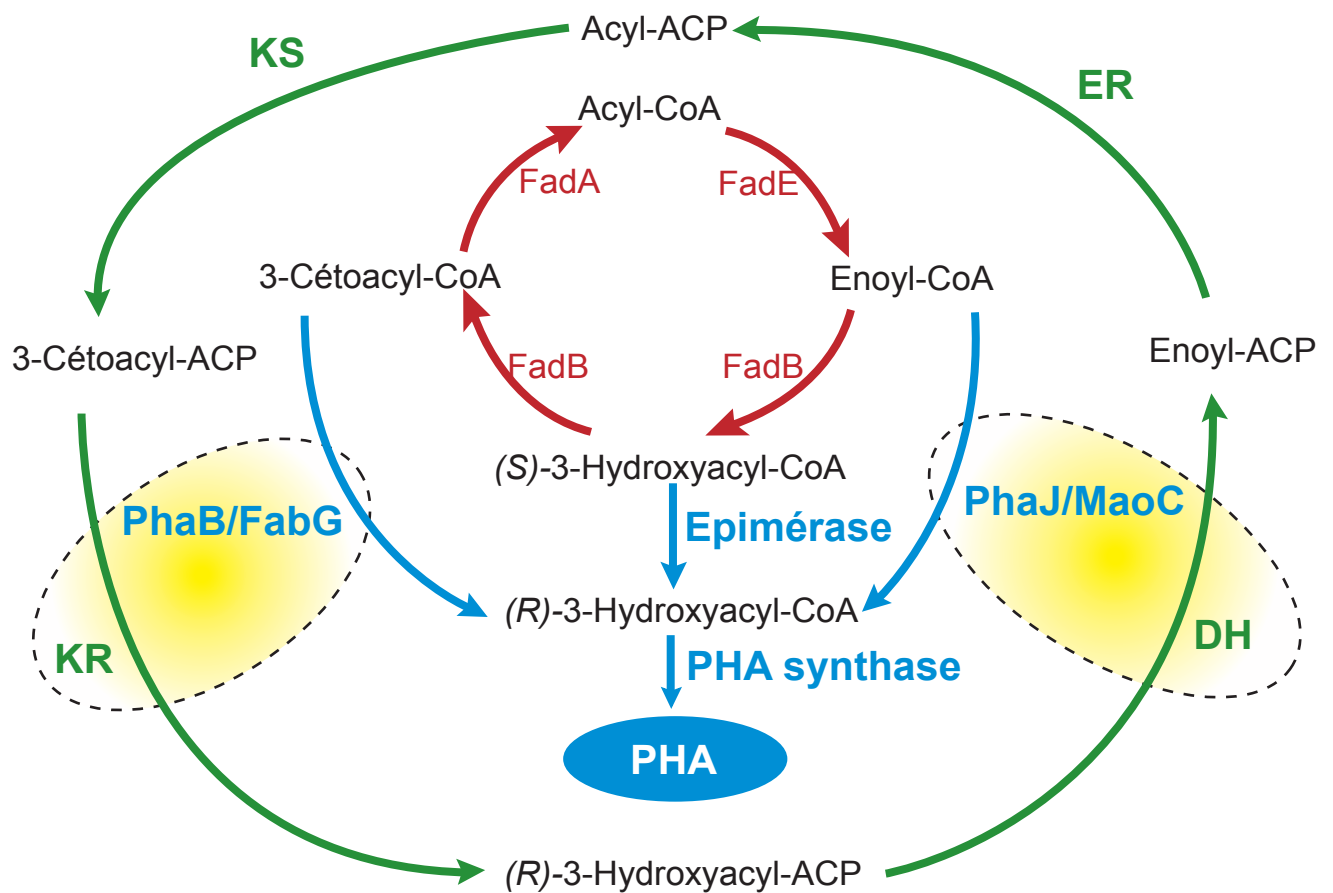 Acyl-ACP
KS
ER
Acyl-CoA
FadA
FadE
3-Cétoacyl-CoA
Enoyl-CoA
3-Cétoacyl-ACP
Enoyl-ACP
FadB
FadB
(S)-3-Hydroxyacyl-CoA
PhaB/FabG
PhaJ/MaoC
Epimérase
(R)-3-Hydroxyacyl-CoA
KR
DH
PHA synthase
PHA
(R)-3-Hydroxyacyl-ACP